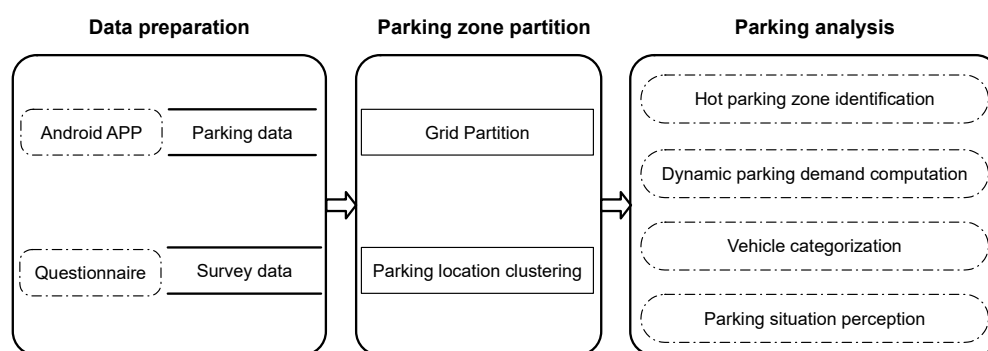 Data preparation
Parking zone partition
Parking analysis
Android APP
Parking data
Questionnaire
Survey data
Grid Partition
Parking location clustering
Hot parking zone identification
Dynamic parking demand computation
Vehicle categorization
Parking situation perception